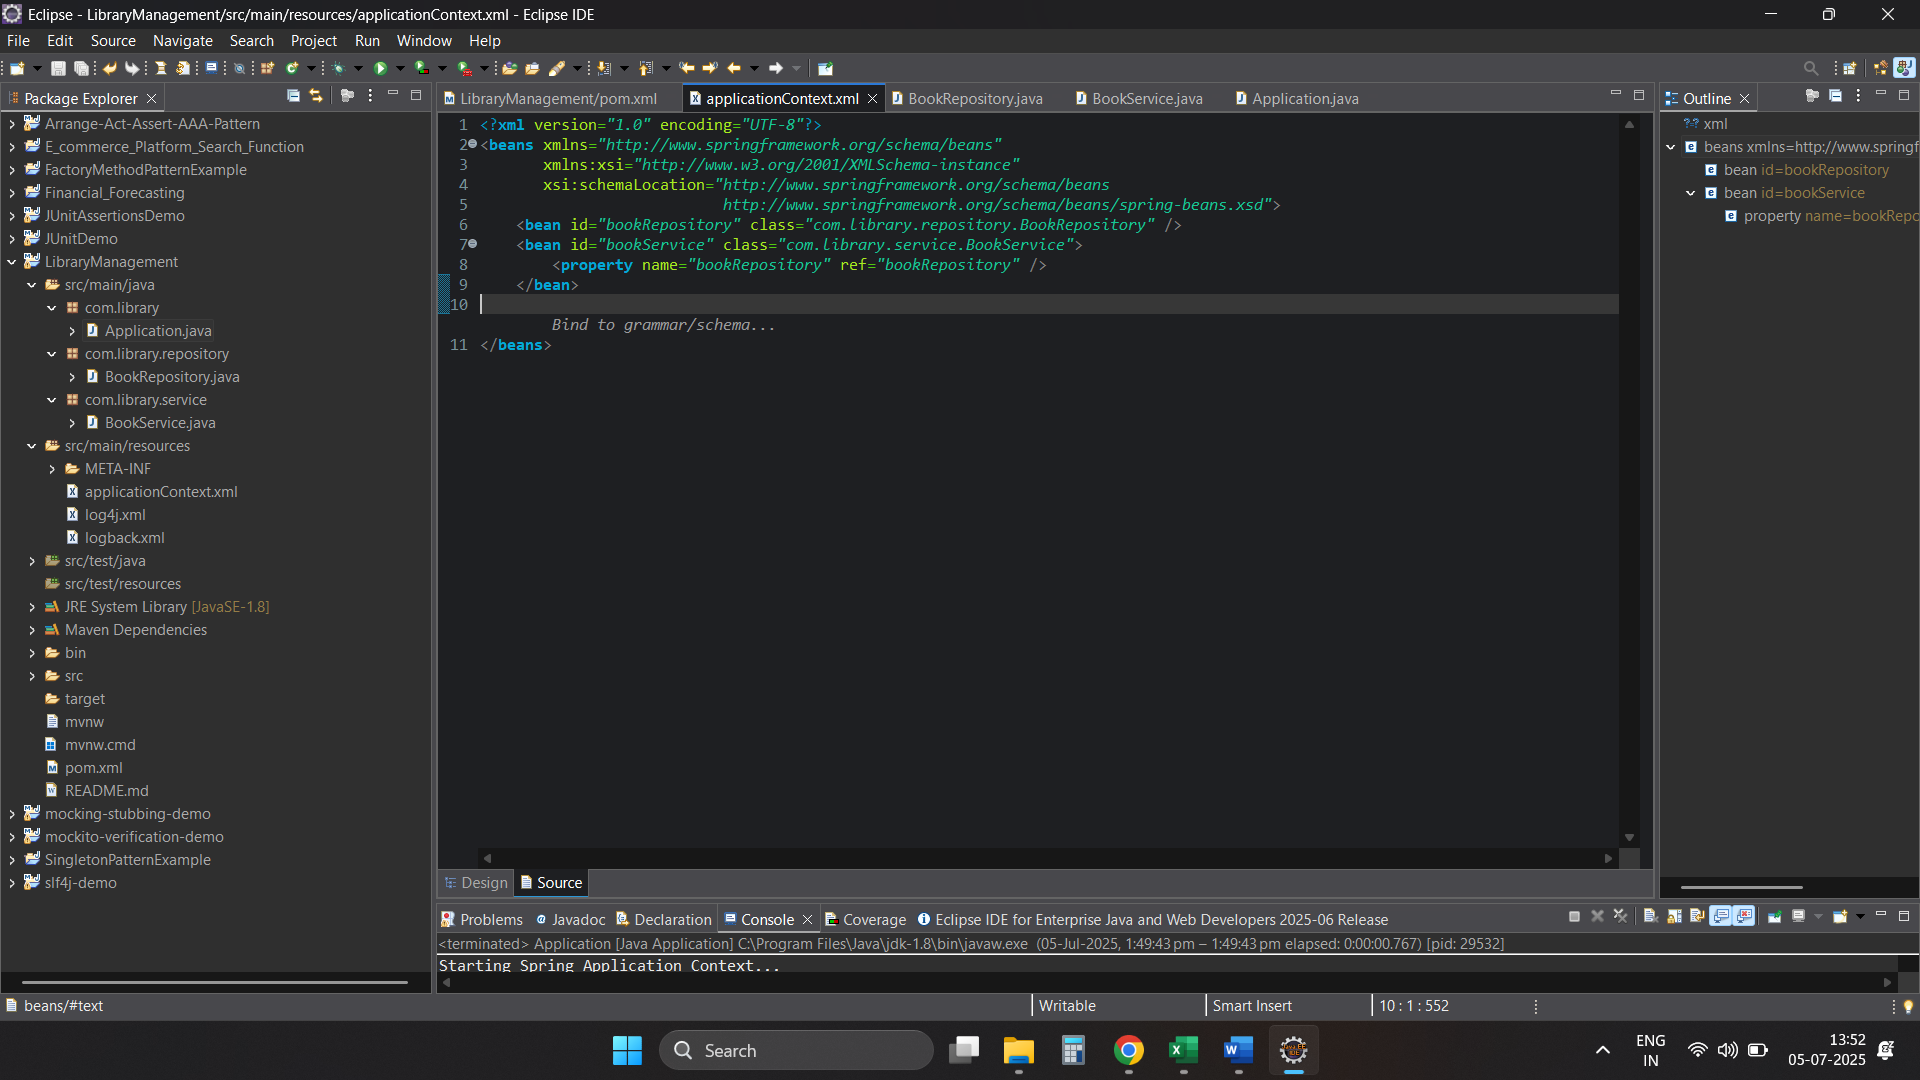 Eclipse - LibraryManagement/src/main/resources/applicationContext.xml - Eclipse IDE
File Edit Source Navigate Search Project Run Window Help
Package Explorer
Arrange-Act-Assert-AAA-Pattern
E_commerce_Platform_Search_Function
FactoryMethodPatternExample
Financial_Forecasting
JUnitAssertionsDemo
JUnitDemo
LibraryManagement
src/main/java
com.library
Application.java
com.library.repository
BookRepository.java
com.library.service
BookService.java
src/main/resources
META-INF
applicationContext.xml
log4j.xml
logback.xml
src/test/java
src/test/resources
JRE System Library [JavaSE-1.8]
Maven Dependencies
bin
src
target
mvnw
mvnw.cmd
pom.xml
README.md
mocking-stubbing-demo
mockito-verification-demo
SingletonPatternExample
slf4j-demo
LibraryManagement/pom.xml applicationContext.xml BookRepository.java BookService.java Application.java
1 <?xml version="1.0" encoding="UTF-8"?>
2 <beans xmlns="http://www.springframework.org/schema/beans"
3 xmlns:xsi="http://www.w3.org/2001/XMLSchema-instance"
4 xsi:schemaLocation="http://www.springframework.org/schema/beans
5 http://www.springframework.org/schema/beans/spring-beans.xsd">
6 <bean id="bookRepository" class="com.library.repository.BookRepository" />
7 <bean id="bookService" class="com.library.service.BookService">
8 <property name="bookRepository" ref="bookRepository" />
9 </bean>
10
Bind to grammar/schema...
11 </beans>
Design Source
Outline
xml
beans xmlns=http://www.springf
bean id=bookRepository
bean id=bookService
property name=bookRepo
Problems Javadoc Declaration Console Coverage Eclipse IDE for Enterprise Java and Web Developers 2025-06 Release
<terminated> Application [Java Application] C:\Program Files\Java\jdk-1.8\bin\javaw.exe (05-Jul-2025, 1:49:43 pm – 1:49:43 pm elapsed: 0:00:00.767) [pid: 29532]
Starting Spring Application Context...
beans/#text
Writable
Smart Insert
10 : 1 : 552
Search
ENG
IN
13:52
05-07-2025